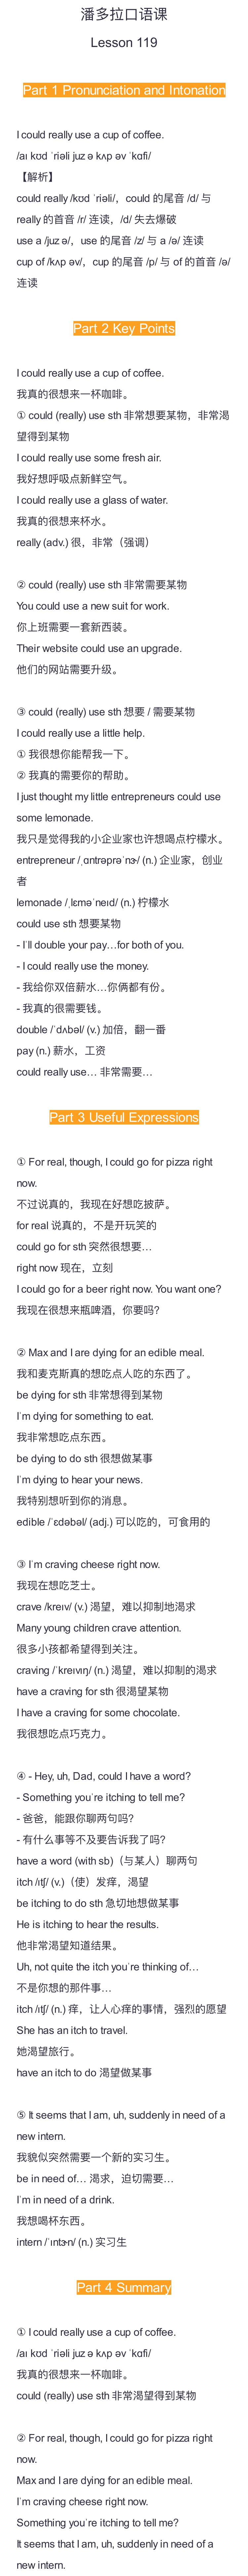 潘多拉口语课
Lesson 119
Part 1 Pronunciation and Intonation
I could really use a cup of coffee.
/aɪ kʊd ˈriəli juz ə kʌp əv ˈkɑfi/
【解析】
could really /kʊd ˈriəli/，could 的尾音 /d/ 与
really 的首音 /r/ 连读，/d/ 失去爆破
use a /juz ə/，use 的尾音 /z/ 与 a /ə/ 连读
cup of /kʌp əv/，cup 的尾音 /p/ 与 of 的首音 /ə/
连读
Part 2 Key Points
I could really use a cup of coffee.
我真的很想来一杯咖啡。
① could (really) use sth 非常想要某物，非常渴
望得到某物
I could really use some fresh air.
我好想呼吸点新鲜空气。
I could really use a glass of water.
我真的很想来杯水。
really (adv.) 很，非常（强调）
② could (really) use sth 非常需要某物
You could use a new suit for work.
你上班需要一套新西装。
Their website could use an upgrade.
他们的网站需要升级。
③ could (really) use sth 想要 / 需要某物
I could really use a little help.
① 我很想你能帮我一下。
② 我真的需要你的帮助。
I just thought my little entrepreneurs could use
some lemonade.
我只是觉得我的小企业家也许想喝点柠檬水。
entrepreneur /ˌɑntrəprəˈnɝ/ (n.) 企业家，创业
者
lemonade /ˌlɛməˈneɪd/ (n.) 柠檬水
could use sth 想要某物
- I'll double your pay…for both of you.
- I could really use the money.
- 我给你双倍薪水…你俩都有份。
- 我真的很需要钱。
double /ˈdʌbəl/ (v.) 加倍，翻一番
pay (n.) 薪水，工资
could really use… 非常需要…
Part 3 Useful Expressions
① For real, though, I could go for pizza right
now.
不过说真的，我现在好想吃披萨。
for real 说真的，不是开玩笑的
could go for sth 突然很想要…
right now 现在，立刻
I could go for a beer right now. You want one?
我现在很想来瓶啤酒，你要吗?
② Max and I are dying for an edible meal.
我和麦克斯真的想吃点人吃的东西了。
be dying for sth 非常想得到某物
I'm dying for something to eat.
我非常想吃点东西。
be dying to do sth 很想做某事
I'm dying to hear your news.
我特别想听到你的消息。
edible /ˈɛdəbəl/ (adj.) 可以吃的，可食用的
③ I'm craving cheese right now.
我现在想吃芝士。
crave /kreɪv/ (v.) 渴望，难以抑制地渴求
Many young children crave attention.
很多小孩都希望得到关注。
craving /ˈkreɪvɪŋ/ (n.) 渴望，难以抑制的渴求
have a craving for sth 很渴望某物
I have a craving for some chocolate.
我很想吃点巧克力。
④ - Hey, uh, Dad, could I have a word?
- Something you're itching to tell me?
- 爸爸，能跟你聊两句吗?
- 有什么事等不及要告诉我了吗?
have a word (with sb)（与某人）聊两句
itch /ɪtʃ/ (v.)（使）发痒，渴望
be itching to do sth 急切地想做某事
He is itching to hear the results.
他非常渴望知道结果。
Uh, not quite the itch you're thinking of…
不是你想的那件事…
itch /ɪtʃ/ (n.) 痒，让人心痒的事情，强烈的愿望
She has an itch to travel.
她渴望旅行。
have an itch to do 渴望做某事
⑤ It seems that I am, uh, suddenly in need of a
new intern.
我貌似突然需要一个新的实习生。
be in need of… 渴求，迫切需要…
I'm in need of a drink.
我想喝杯东西。
intern /ˈɪntɝn/ (n.) 实习生
Part 4 Summary
① I could really use a cup of coffee.
/aɪ kʊd ˈriəli juz ə kʌp əv ˈkɑfi/
我真的很想来一杯咖啡。
could (really) use sth 非常渴望得到某物
② For real, though, I could go for pizza right
now.
Max and I are dying for an edible meal.
I'm craving cheese right now.
Something you're itching to tell me?
It seems that I am, uh, suddenly in need of a
new intern.